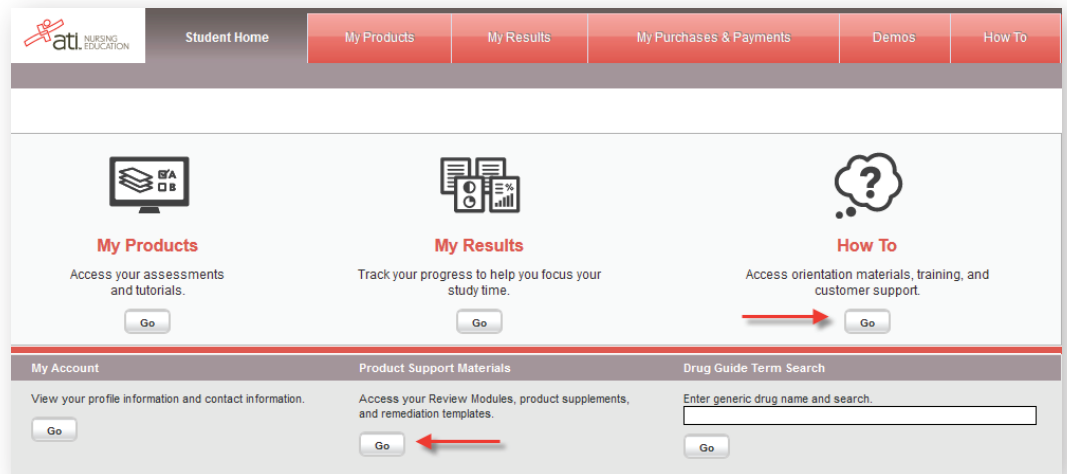 ati. NURSING EDUCATION
Student Home
My Products
My Results
My Purchases & Payments
Demos
How To
A
B
%
?
My Products
Access your assessments
and tutorials.
Go
My Results
Track your progress to help you focus your
study time.
Go
How To
Access orientation materials, training, and
customer support.
Go
My Account
View your profile information and contact information.
Go
Product Support Materials
Access your Review Modules, product supplements,
and remediation templates.
Go
Drug Guide Term Search
Enter generic drug name and search.
Go